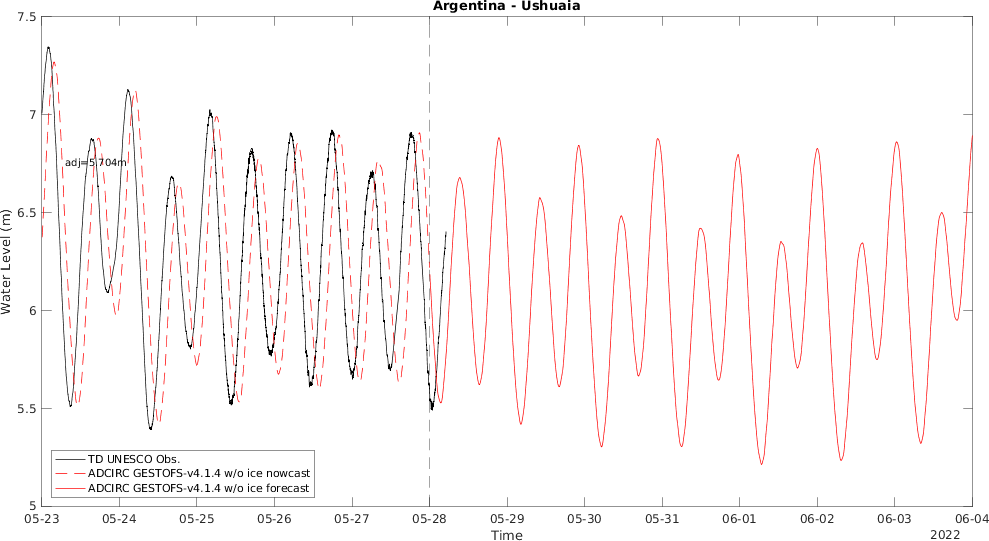 Argentina - Ushuaia
7.5
7
6.5
6
5.5
5
Water Level (m)
adj=5.704m
TD UNESCO Obs.
ADCIRC GESTOFS-v4.1.4 w/o ice nowcast
ADCIRC GESTOFS-v4.1.4 w/o ice forecast
05-23 05-24 05-25 05-26 05-27 05-28 05-29 05-30 05-31 06-01 06-02 06-03 06-04
Time
2022